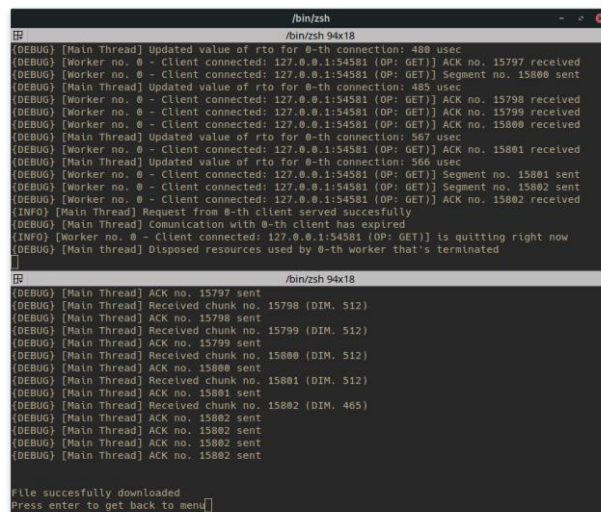 /bin/zsh
/bin/zsh 94x18
{DEBUG} [Main Thread] Updated value of rto for 0-th connection: 480 usec
{DEBUG} [Worker no. 0 - Client connected: 127.0.0.1:54581 (OP: GET)] ACK no. 15797 received
{DEBUG} [Worker no. 0 - Client connected: 127.0.0.1:54581 (OP: GET)] Segment no. 15800 sent
{DEBUG} [Main Thread] Updated value of rto for 0-th connection: 485 usec
{DEBUG} [Worker no. 0 - Client connected: 127.0.0.1:54581 (OP: GET)] ACK no. 15798 received
{DEBUG} [Worker no. 0 - Client connected: 127.0.0.1:54581 (OP: GET)] ACK no. 15799 received
{DEBUG} [Worker no. 0 - Client connected: 127.0.0.1:54581 (OP: GET)] ACK no. 15800 received
{DEBUG} [Main Thread] Updated value of rto for 0-th connection: 567 usec
{DEBUG} [Worker no. 0 - Client connected: 127.0.0.1:54581 (OP: GET)] ACK no. 15801 received
{DEBUG} [Main Thread] Updated value of rto for 0-th connection: 566 usec
{DEBUG} [Worker no. 0 - Client connected: 127.0.0.1:54581 (OP: GET)] Segment no. 15801 sent
{DEBUG} [Worker no. 0 - Client connected: 127.0.0.1:54581 (OP: GET)] Segment no. 15802 sent
{DEBUG} [Worker no. 0 - Client connected: 127.0.0.1:54581 (OP: GET)] ACK no. 15802 received
{INFO} [Main Thread] Request from 0-th client served succesfully
{DEBUG} [Main Thread] Comunication with 0-th client has expired
{INFO} [Worker no. 0 - Client connected: 127.0.0.1:54581 (OP: GET)] is quitting right now
{DEBUG} [Main Thread] Disposed resources used by 0-th worker that's terminated
/bin/zsh 94x18
{DEBUG} [Main Thread] ACK no. 15797 sent
{DEBUG} [Main Thread] Received chunk no. 15798 (DIM. 512)
{DEBUG} [Main Thread] ACK no. 15798 sent
{DEBUG} [Main Thread] Received chunk no. 15799 (DIM. 512)
{DEBUG} [Main Thread] ACK no. 15799 sent
{DEBUG} [Main Thread] Received chunk no. 15800 (DIM. 512)
{DEBUG} [Main Thread] ACK no. 15800 sent
{DEBUG} [Main Thread] Received chunk no. 15801 (DIM. 512)
{DEBUG} [Main Thread] ACK no. 15801 sent
{DEBUG} [Main Thread] Received chunk no. 15802 (DIM. 465)
{DEBUG} [Main Thread] ACK no. 15802 sent
{DEBUG} [Main Thread] ACK no. 15802 sent
{DEBUG} [Main Thread] ACK no. 15802 sent
{DEBUG} [Main Thread] ACK no. 15802 sent
File succesfully downloaded
Press enter to get back to menu